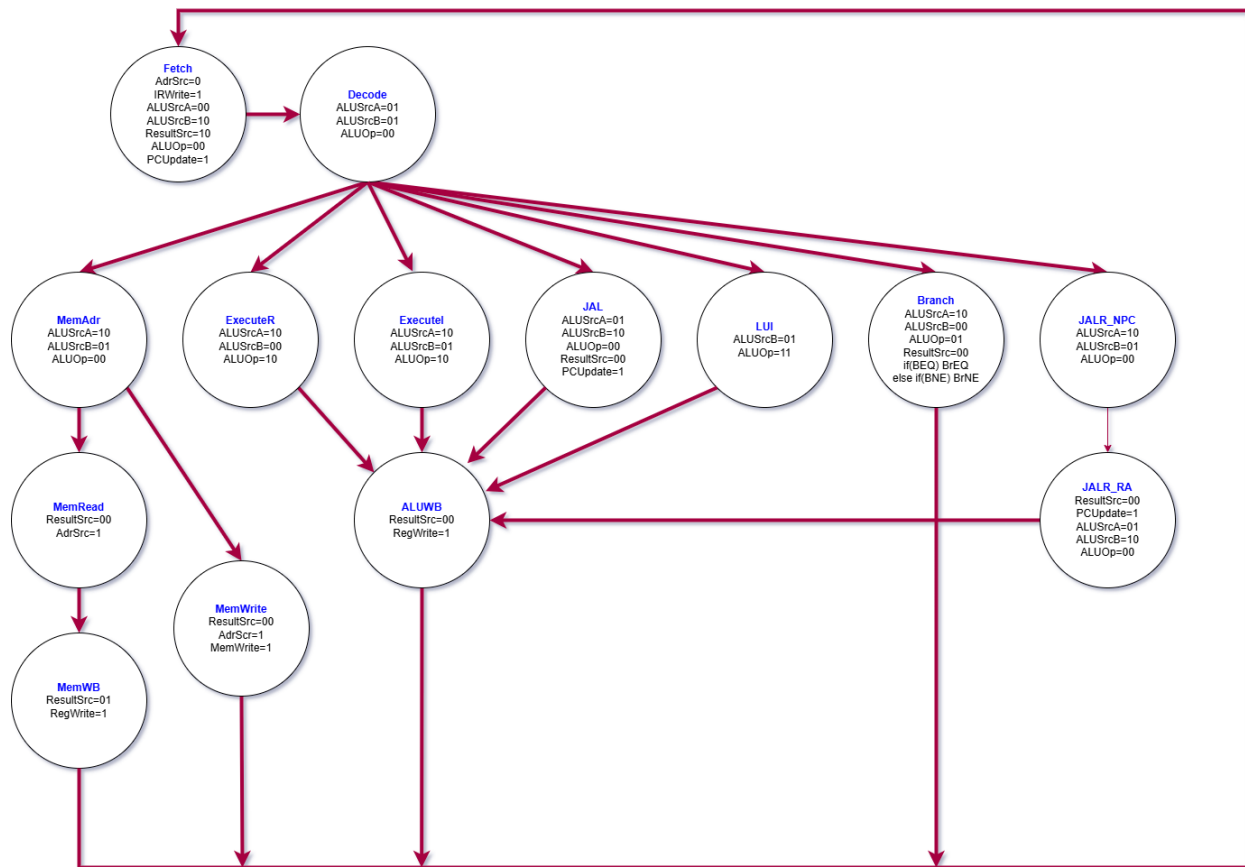 Fetch
AdrSrc=0
IRWrite=1
ALUSrcA=00
ALUSrcB=10
ResultSrc=10
ALUOp=00
PCUpdate=1
Decode
ALUSrcA=01
ALUSrcB=01
ALUOp=00
MemAdr
ALUSrcA=10
ALUSrcB=01
ALUOp=00
ExecuteR
ALUSrcA=10
ALUSrcB=00
ALUOp=10
ExecuteI
ALUSrcA=10
ALUSrcB=01
ALUOp=10
JAL
ALUSrcA=01
ALUSrcB=10
ALUOp=00
ResultSrc=00
PCUpdate=1
LUI
ALUSrcB=01
ALUOp=11
Branch
ALUSrcA=10
ALUSrcB=00
ALUOp=01
ResultSrc=00
if(BEQ) BrEQ
else if(BNE) BrNE
JALR_NPC
ALUSrcA=10
ALUSrcB=01
ALUOp=00
MemRead
ResultSrc=00
AdrSrc=1
ALUWB
ResultSrc=00
RegWrite=1
JALR_RA
ResultSrc=00
PCUpdate=1
ALUSrcA=01
ALUSrcB=10
ALUOp=00
MemWrite
ResultSrc=00
AdrScr=1
MemWrite=1
MemWB
ResultSrc=01
RegWrite=1